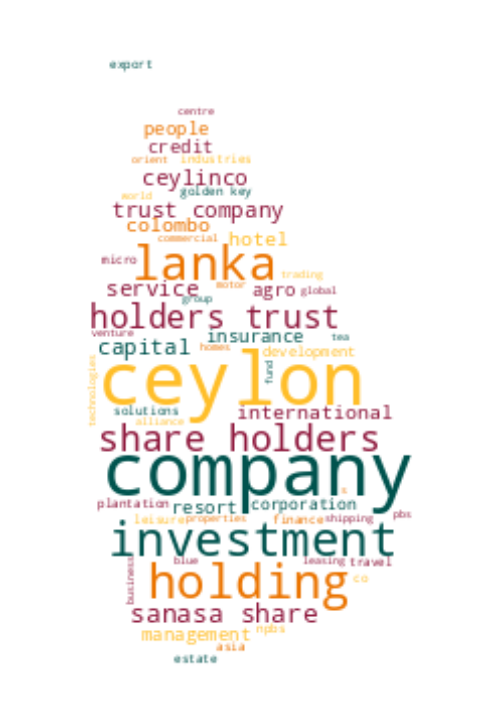 export
centre
people
credit
orient industries
ceylinco
world golden key
trust company
colombo
commercial hotel
lanka
micro
trading
service motor agro global
group
holders trust
venture insurance tea
capital homes development
ceylon
technologies
fund
solutions international
alliance
share holders
company
s
plantation resort corporation
leisure properties finance shipping pbs
investment
business
blue leasing travel
holding co
sanasa share
management npbs
asia
estate